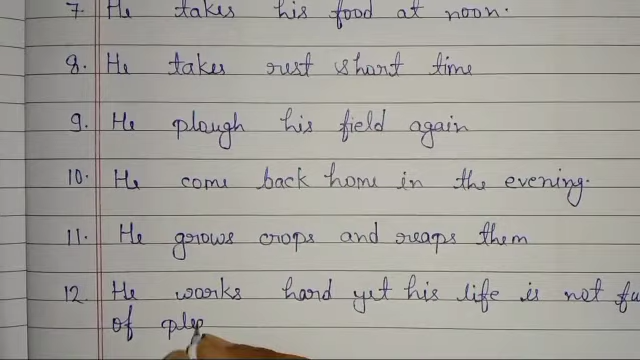 7. He takes his food at noon.
8. He takes rest short time
9. He plough his field again
10. He come back home in the evening.
11. He grows crops and reaps them
12 He works hard yet his life is not
of